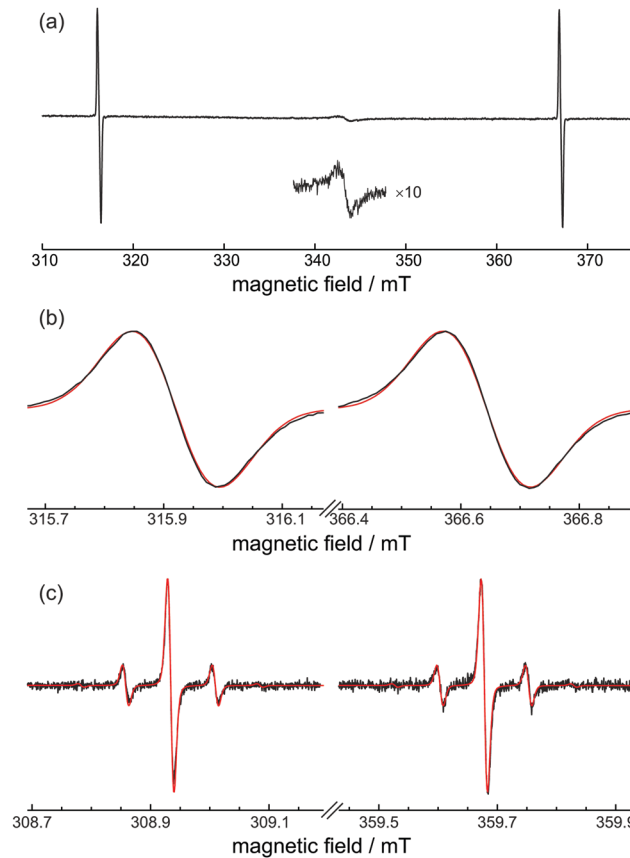 (a)
×10
310 320 330 340 350 360 370
magnetic field / mT
(b)
315.7 315.9 316.1 366.4 366.6 366.8
magnetic field / mT
(c)
308.7 308.9 309.1 359.5 359.7 359.9
magnetic field / mT